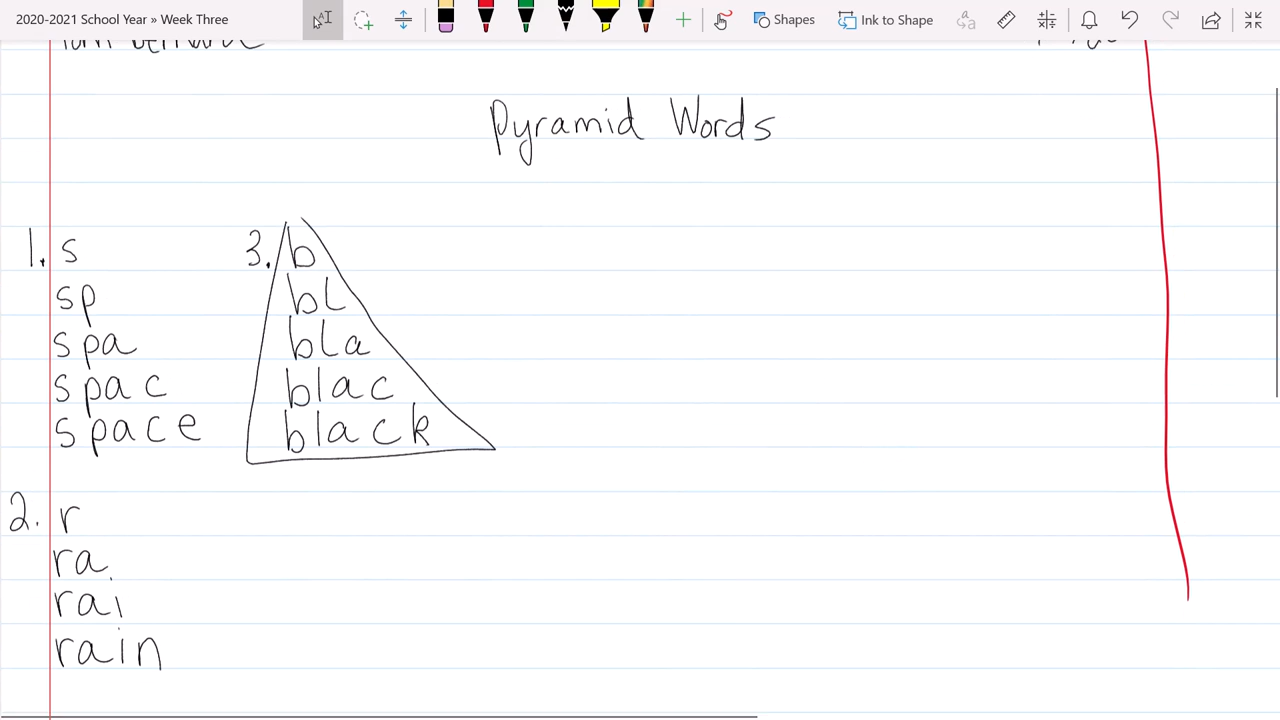 2020-2021 School Year » Week Three
Shapes
Ink to Shape
Pyramid Words
1. s
sp
spa
spac
space
3. b
bl
bla
blac
black
2. r
ra
rai
rain